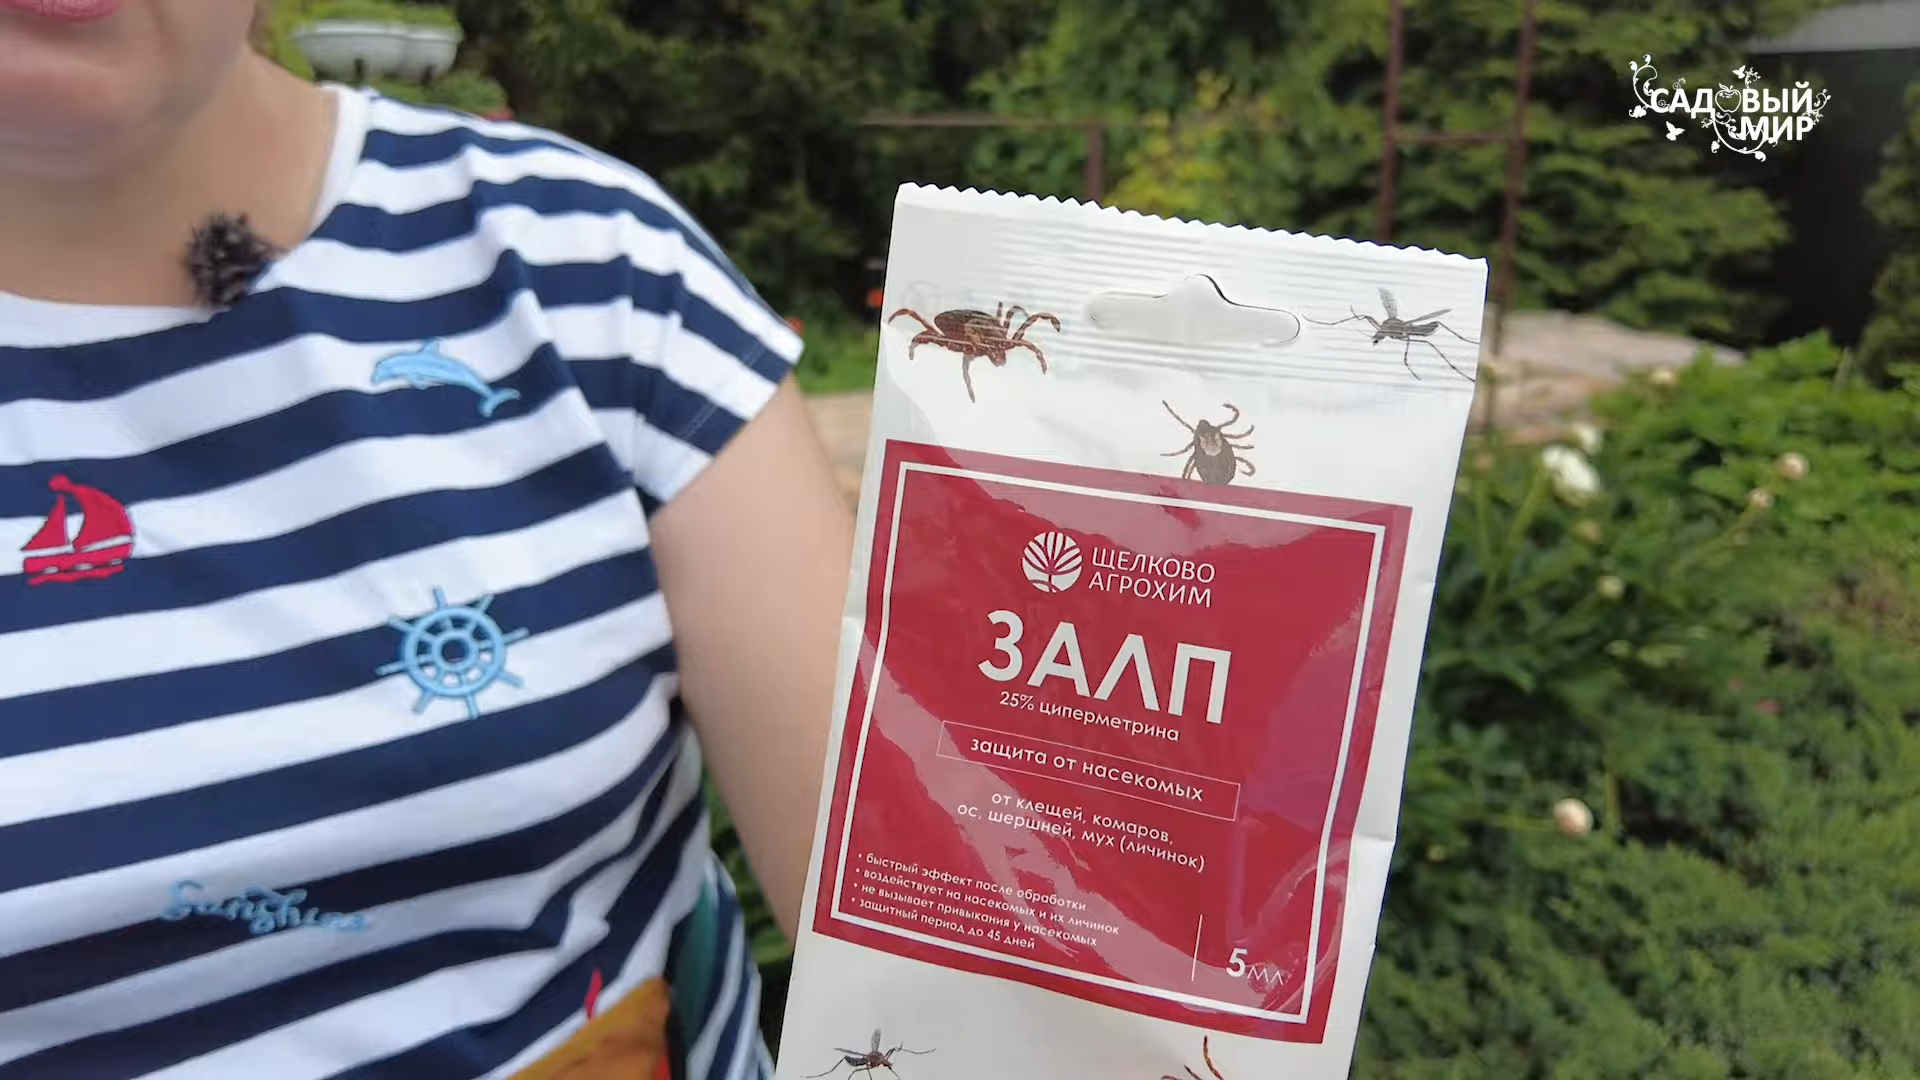 САДОВЫЙ
МИР
ЩЕЛКОВО
АГРОХИМ
ЗАЛП
25% циперметрина
защита от насекомых
от клещей, комаров,
ос, шершней, мух (личинок)
• быстрый эффект после обработки
• воздействует на насекомых и их личинок
• не вызывает привыкания у насекомых
• защитный период до 45 дней
5мл
Sunshine